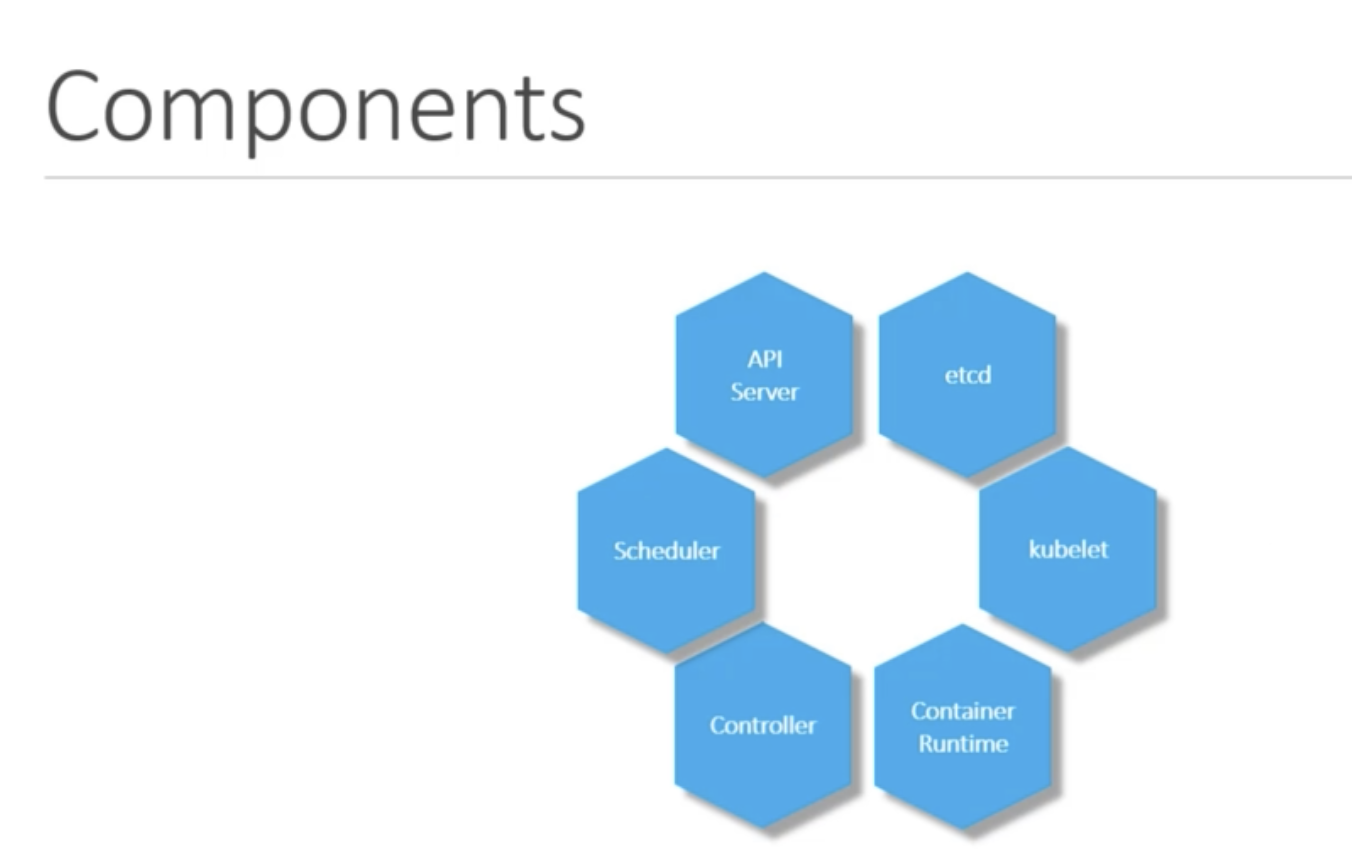 Components
API
Server
etcd
Scheduler
kubelet
Controller
Container
Runtime